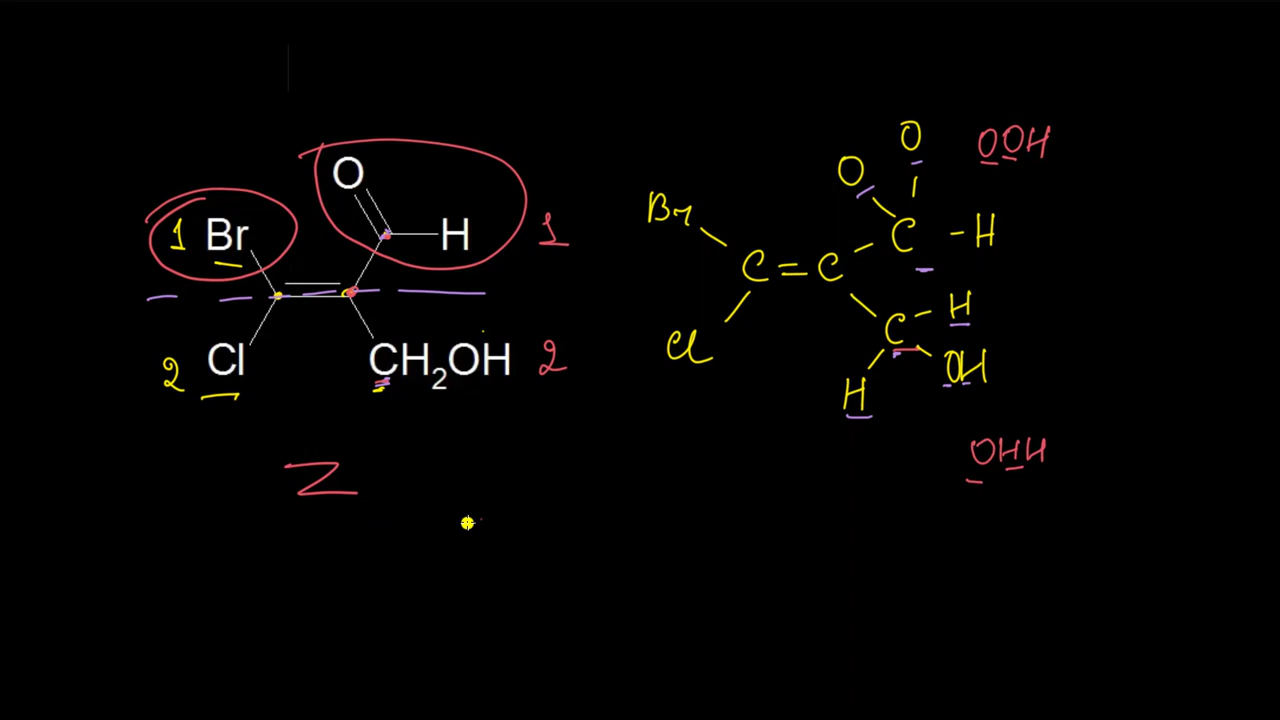 O
1 Br
H 1
2 Cl
CH₂OH 2
Z
O
O
OOH
Br
C = C
C - H
Cl
C
H
OH
H
OHH